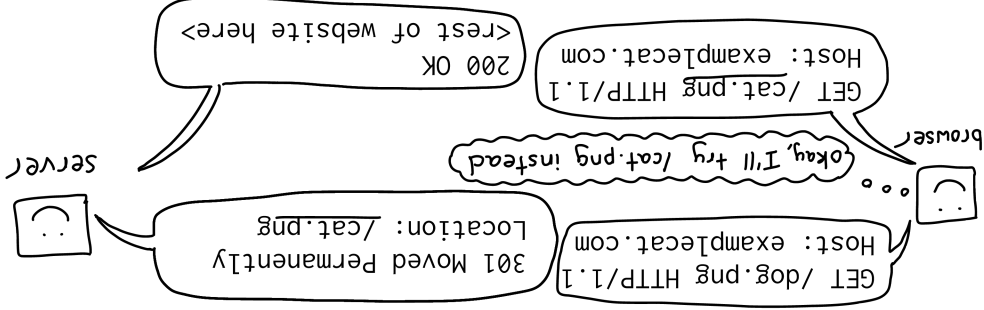 GET /dog.png HTTP/1.1
Host: examplecat.com
301 Moved Permanently
Location: /cat.png
browser
okay, I'll try /cat.png instead
server
GET /cat.png HTTP/1.1
Host: examplecat.com
200 OK
<rest of website here>